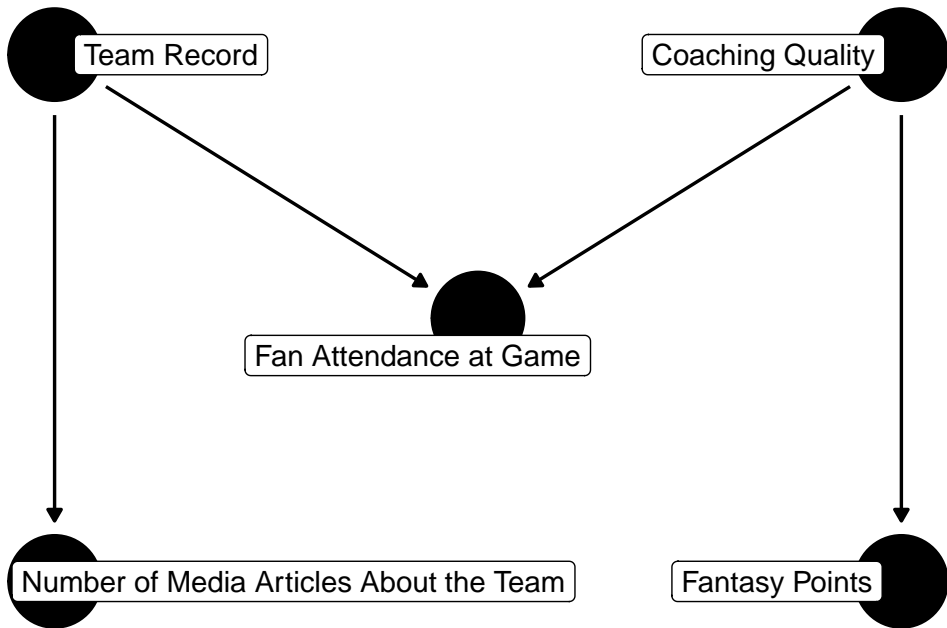 Team Record
Coaching Quality
Fan Attendance at Game
Number of Media Articles About the Team
Fantasy Points